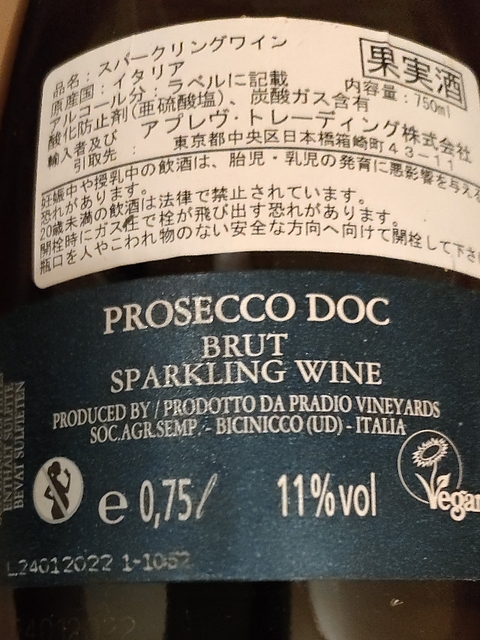 品名：スパークリングワイン
果実酒
原産国：イタリア
アルコール分：ラベルに記載
内容量：750ml
酸化防止剤(亜硫酸塩)、炭酸ガス含有
輸入者及び
引取先：
アプレヴ・トレーディング株式会社
東京都中央区日本橋箱崎町43-11
妊娠中や授乳中の飲酒は、胎児・乳児の発育に悪影響を与える
恐れがあります。
20歳未満の飲酒は法律で禁止されています。
開栓時にガス圧で栓が飛び出す恐れがあります。
瓶口を人やこわれ物のない安全な方向へ向けて開栓して下さ
PROSECCO DOC
BRUT
SPARKLING WINE
PRODUCED BY / PRODOTTO DA PRADIO VINEYARDS
SOC.AGR.SEMP. - BICINICCO (UD) - ITALIA
ENTHÄLT SULFITE
BEVAT SULFIETEN
e 0,75 l
11% vol
Vegan
L24012022 1-10:52